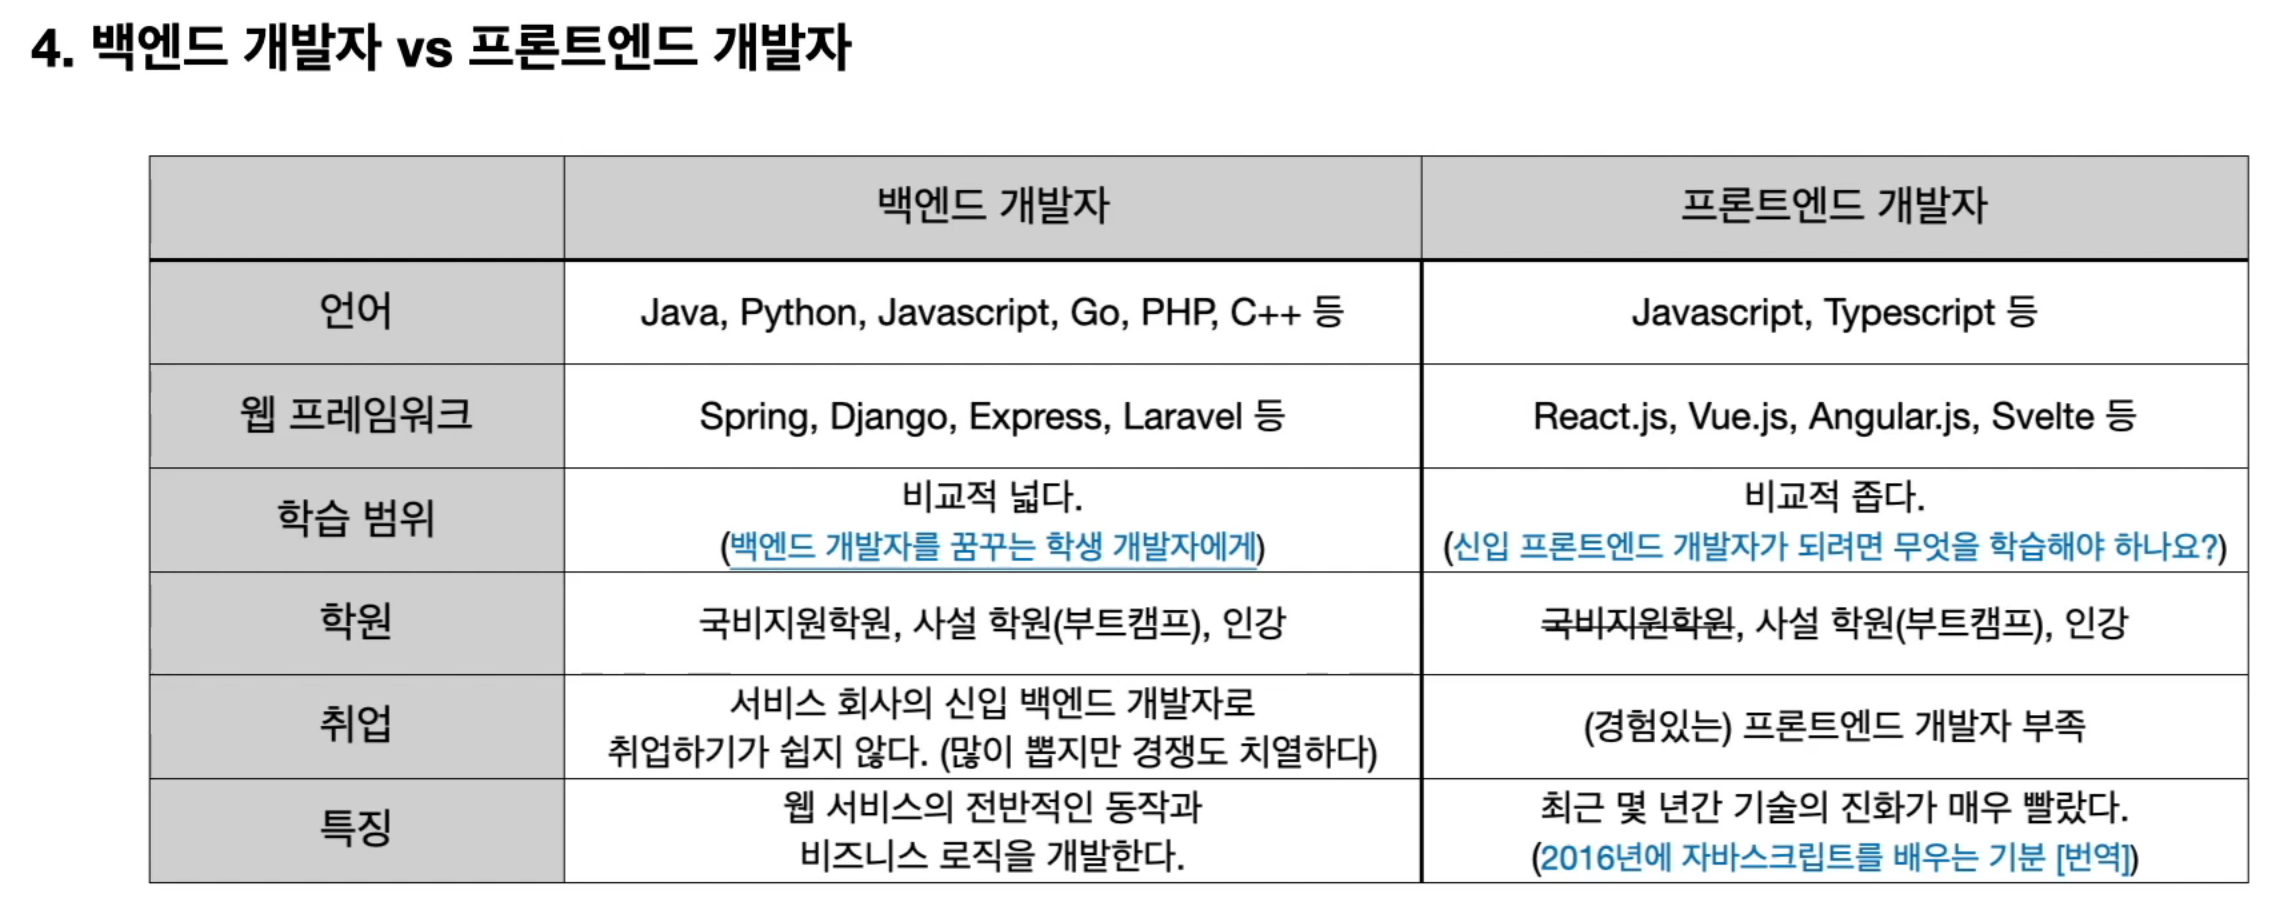 4. 백엔드 개발자 vs 프론트엔드 개발자
백엔드 개발자
프론트엔드 개발자
언어
Java, Python, Javascript, Go, PHP, C++ 등
Javascript, Typescript 등
웹 프레임워크
Spring, Django, Express, Laravel 등
React.js, Vue.js, Angular.js, Svelte 등
학습 범위
비교적 넓다.
(백엔드 개발자를 꿈꾸는 학생 개발자에게)
비교적 좁다.
(신입 프론트엔드 개발자가 되려면 무엇을 학습해야 하나요?)
학원
국비지원학원, 사설 학원(부트캠프), 인강
국비지원학원, 사설 학원(부트캠프), 인강
취업
서비스 회사의 신입 백엔드 개발자로
취업하기가 쉽지 않다. (많이 뽑지만 경쟁도 치열하다)
(경험있는) 프론트엔드 개발자 부족
특징
웹 서비스의 전반적인 동작과
비즈니스 로직을 개발한다.
최근 몇 년간 기술의 진화가 매우 빨랐다.
(2016년에 자바스크립트를 배우는 기분 [번역])